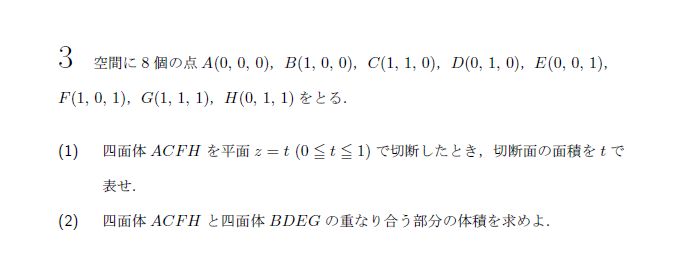 3 空間に 8 個の点 A(0, 0, 0), B(1, 0, 0), C(1, 1, 0), D(0, 1, 0), E(0, 0, 1),
F(1, 0, 1), G(1, 1, 1), H(0, 1, 1) をとる.
(1) 四面体 ACFH を平面 z = t (0 ≦ t ≦ 1) で切断したとき, 切断面の面積を t で
表せ.
(2) 四面体 ACFH と四面体 BDEG の重なり合う部分の体積を求めよ.